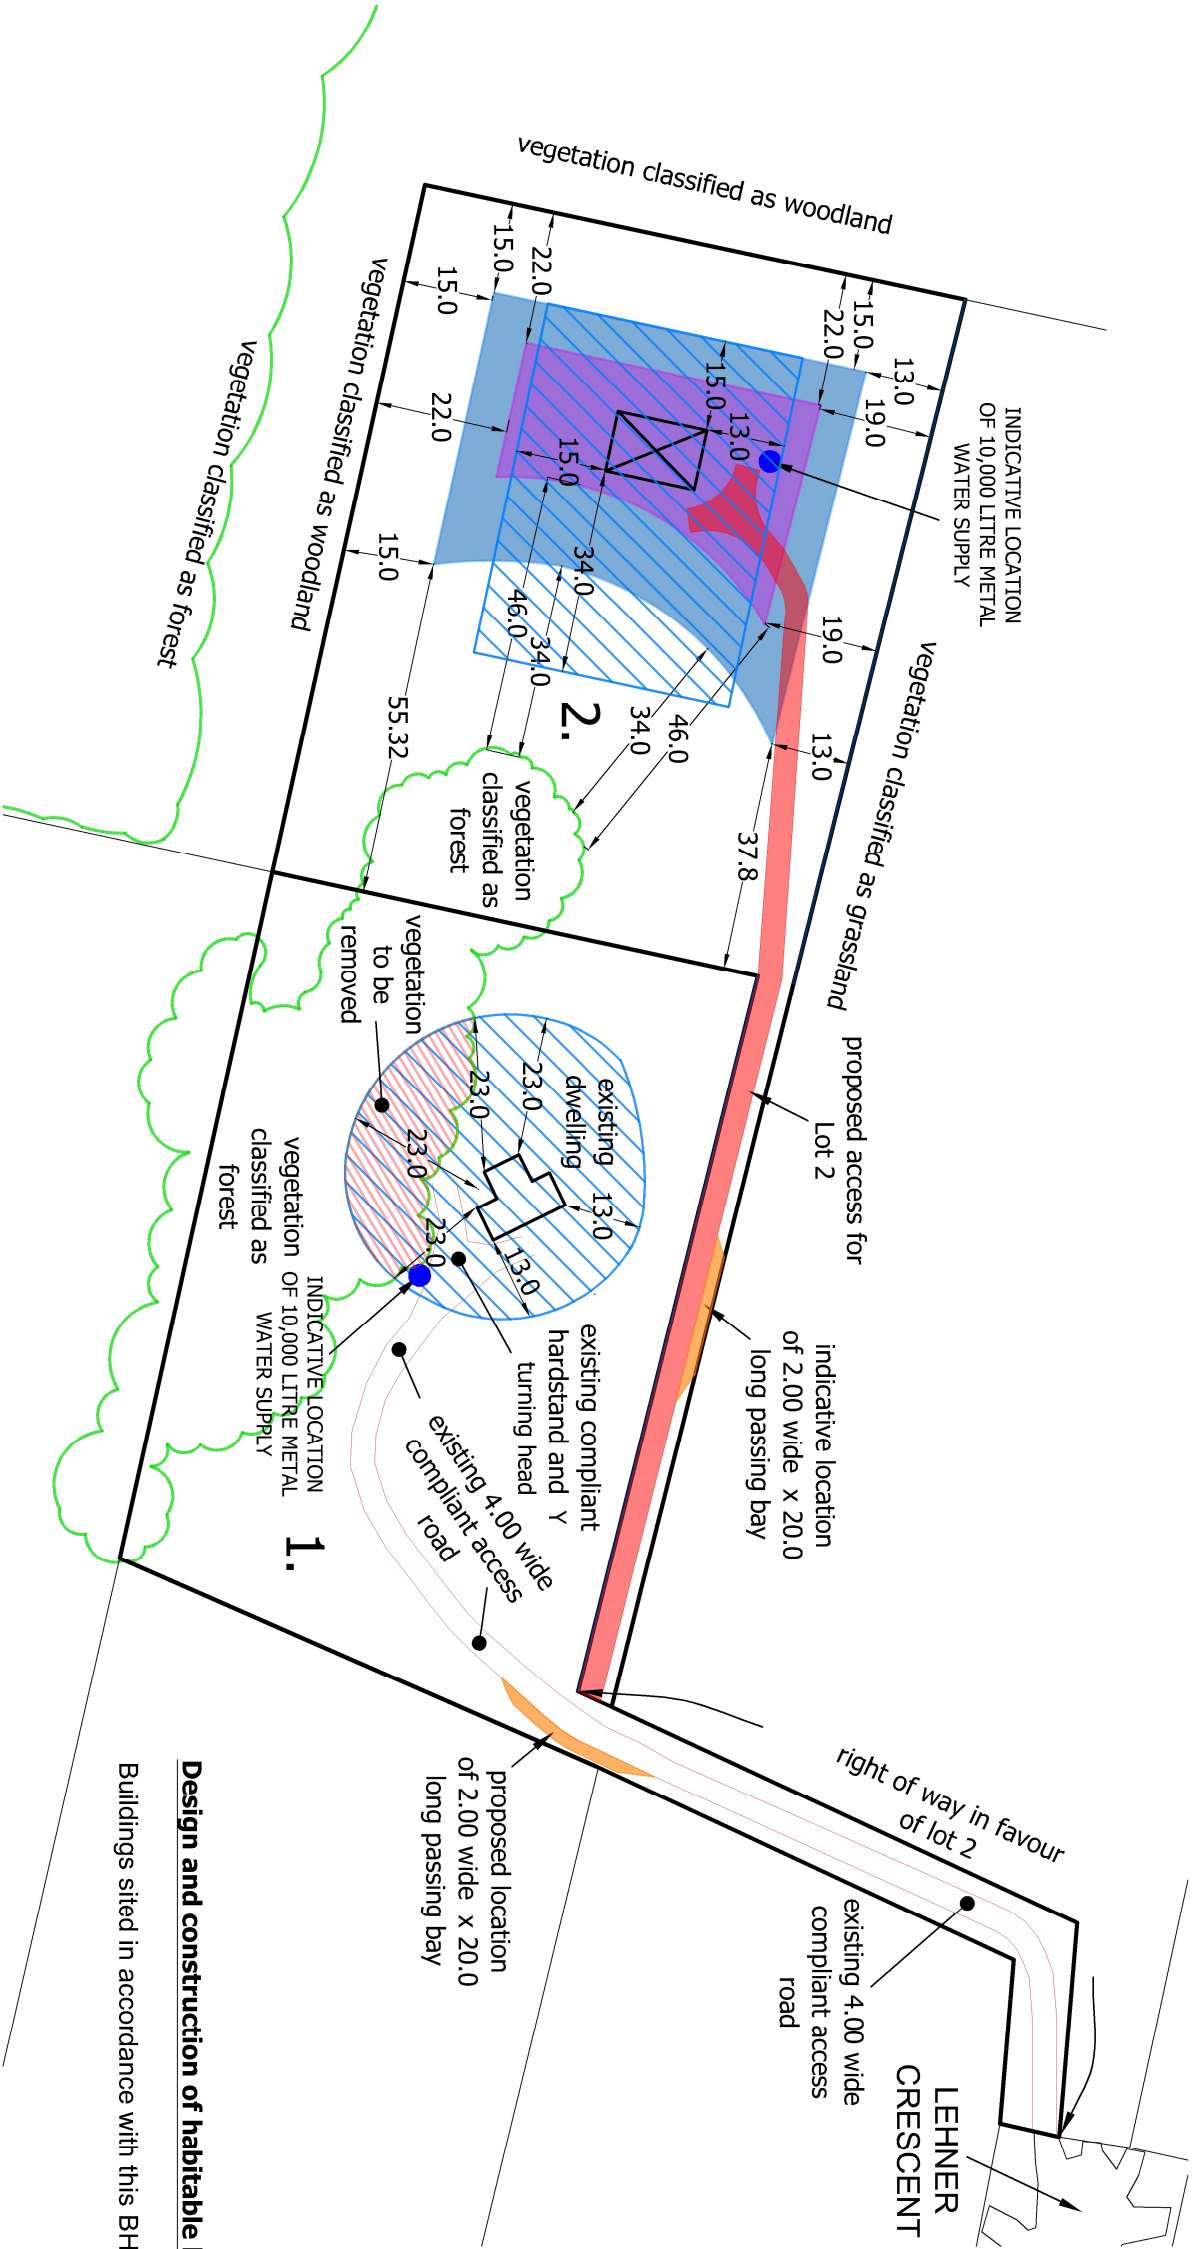 vegetation classified as woodland
vegetation classified as forest
vegetation classified as woodland
vegetation classified as grassland
INDICATIVE LOCATION
OF 10,000 LITRE METAL
WATER SUPPLY
15.0
22.0
15.0
22.0
13.0
19.0
15.0
22.0
15.0
15.0
13.0
15.0
34.0
46.0
34.0
34.0
46.0
19.0
13.0
55.32
37.8
2.
vegetation
classified as
forest
proposed access for
Lot 2
vegetation
to be
removed
existing
dwelling
23.0
23.0
23.0
23.0
13.0
13.0
vegetation
classified as
forest
INDICATIVE LOCATION
OF 10,000 LITRE METAL
WATER SUPPLY
existing compliant
hardstand and Y
turning head
indicative location
of 2.00 wide x 20.0
long passing bay
existing 4.00 wide
compliant access
road
1.
proposed location
of 2.00 wide x 20.0
long passing bay
right of way in favour
of lot 2
existing 4.00 wide
compliant access
road
LEHNER
CRESCENT
Design and construction of habitable
Buildings sited in accordance with this BH